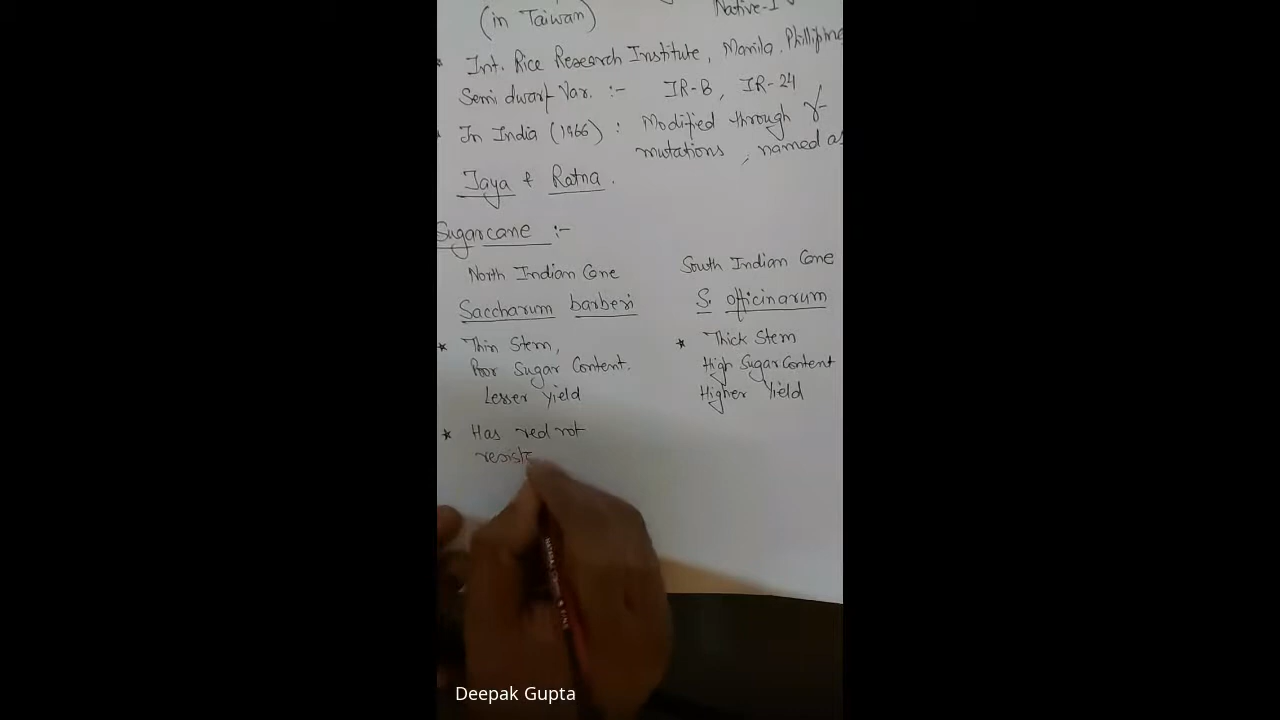 (in Taiwan)
Native-I
* Int. Rice Research Institute, Manila, Phillipine
Semi dwarf Var. :- IR-B, IR-24
* In India (1966) : Modified through γ-
mutations, named as
Jaya & Ratna.
Sugarcane :-
North Indian Cane South Indian Cane
Saccharum barberi S. officinarum
* Thin Stem, * Thick Stem
Poor Sugar Content. High Sugar Content
Lesser Yield Higher Yield
* Has red rot
resist
Deepak Gupta